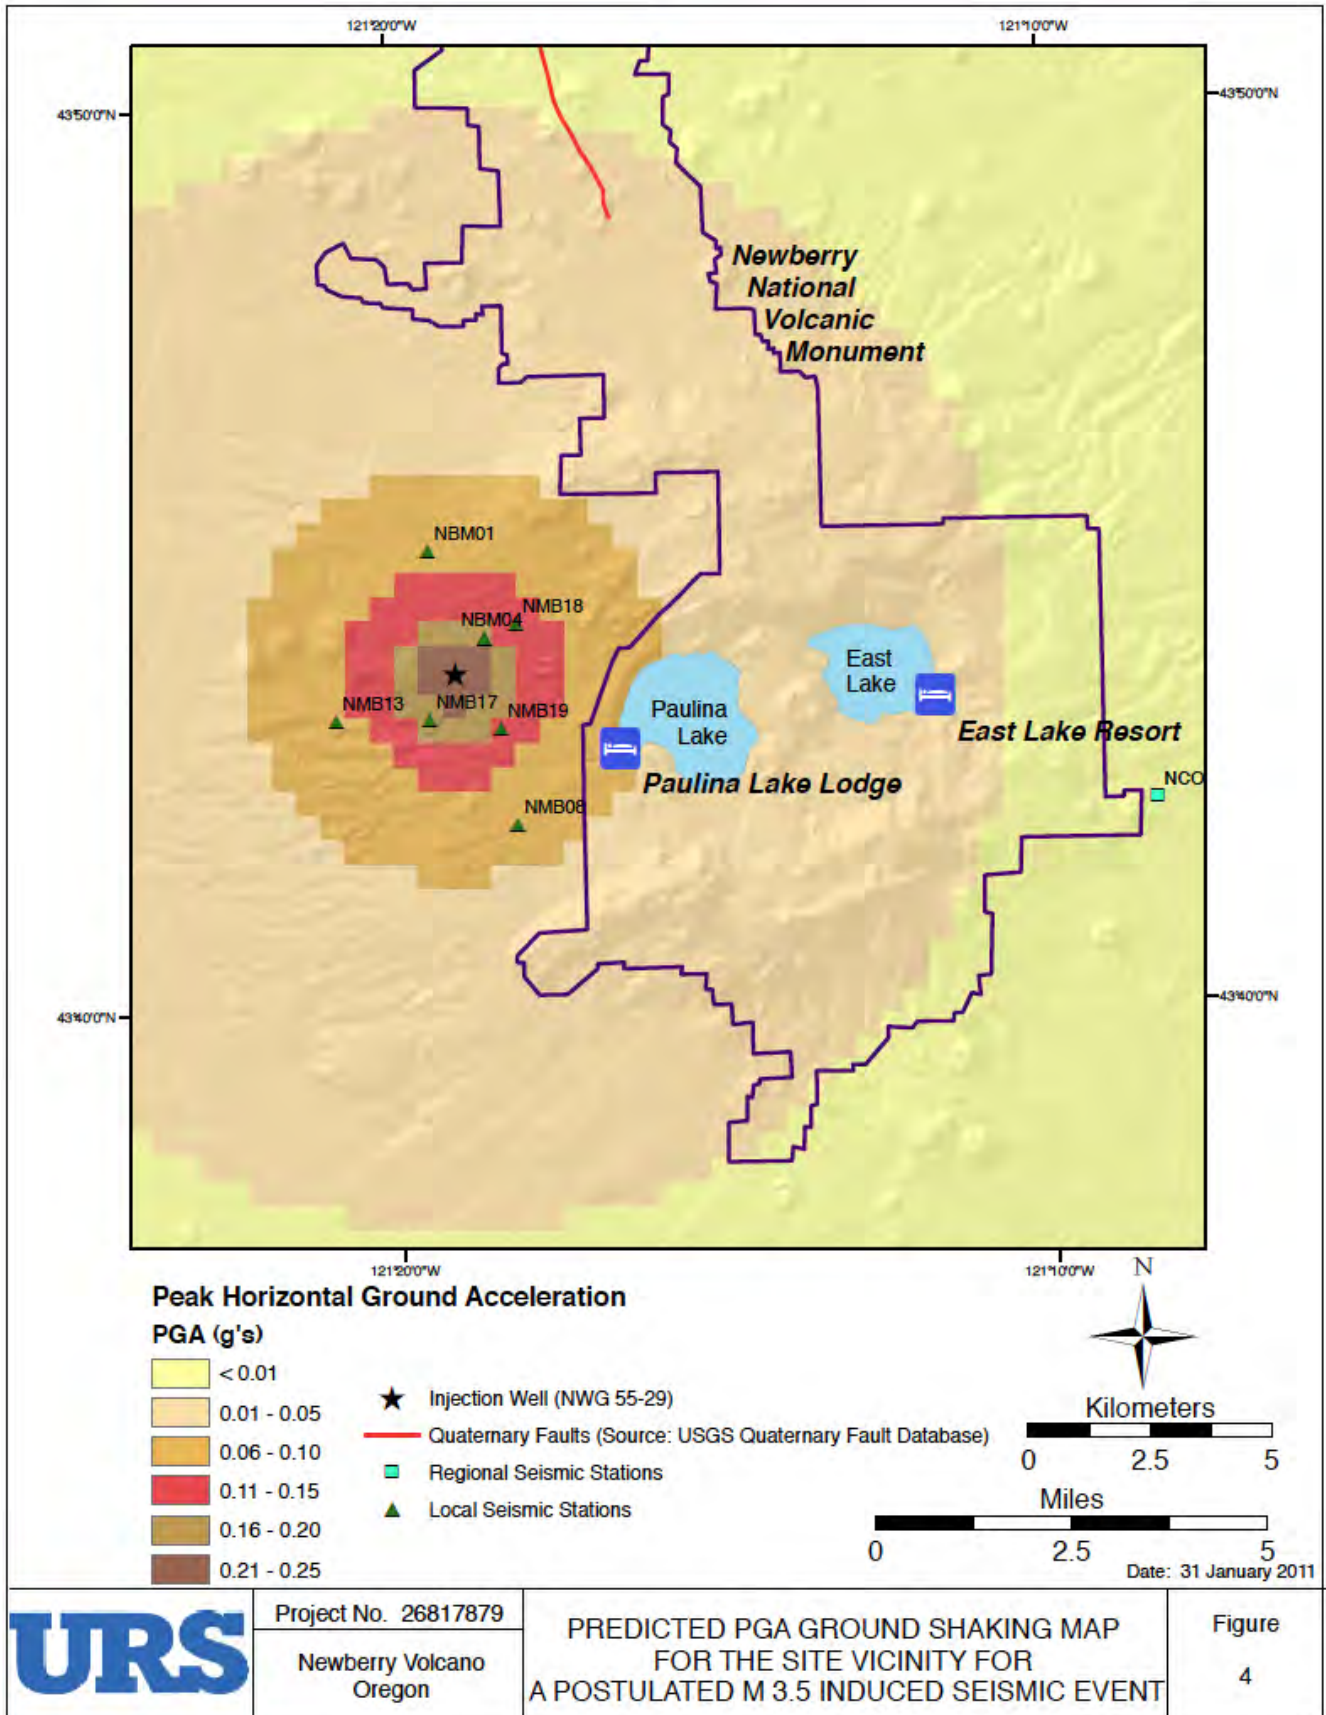 121°20'0"W
121°10'0"W
43°50'0"N
43°50'0"N
Newberry
National
Volcanic
Monument
NBM01
NMB18
NBM04
NMB13
NMB17
NMB19
NMB08
East
Lake
Paulina
Lake
East Lake Resort
Paulina Lake Lodge
NCO
43°40'0"N
43°40'0"N
121°20'0"W
121°10'0"W
N
Peak Horizontal Ground Acceleration
PGA (g's)
< 0.01
0.01 - 0.05
0.06 - 0.10
0.11 - 0.15
0.16 - 0.20
0.21 - 0.25
Injection Well (NWG 55-29)
Quaternary Faults (Source: USGS Quaternary Fault Database)
Regional Seismic Stations
Local Seismic Stations
Kilometers
0 2.5 5
Miles
0 2.5 5
Date: 31 January 2011
URS
Project No. 26817879
Newberry Volcano
Oregon
PREDICTED PGA GROUND SHAKING MAP
FOR THE SITE VICINITY FOR
A POSTULATED M 3.5 INDUCED SEISMIC EVENT
Figure
4